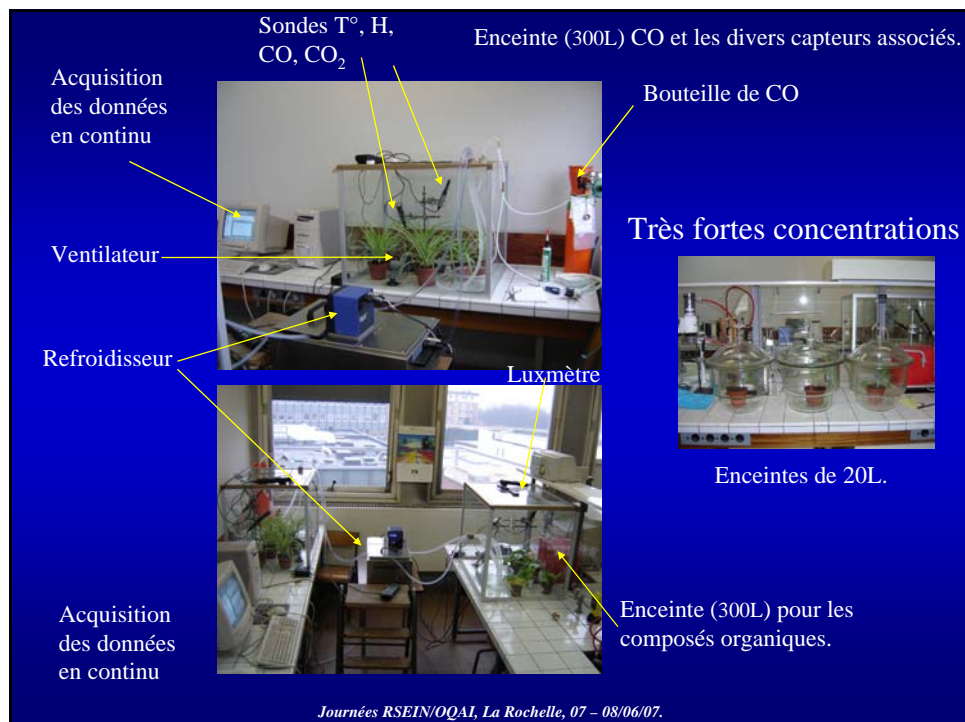 Sondes T°, H,
CO, CO₂
Enceinte (300L) CO et les divers capteurs associés.
Acquisition
des données
en continu
Bouteille de CO
Très fortes concentrations
Ventilateur
Refroidisseur
Luxmètre
Enceintes de 20L.
Enceinte (300L) pour les
composés organiques.
Acquisition
des données
en continu
Journées RSEIN/OQAI, La Rochelle, 07 – 08/06/07.